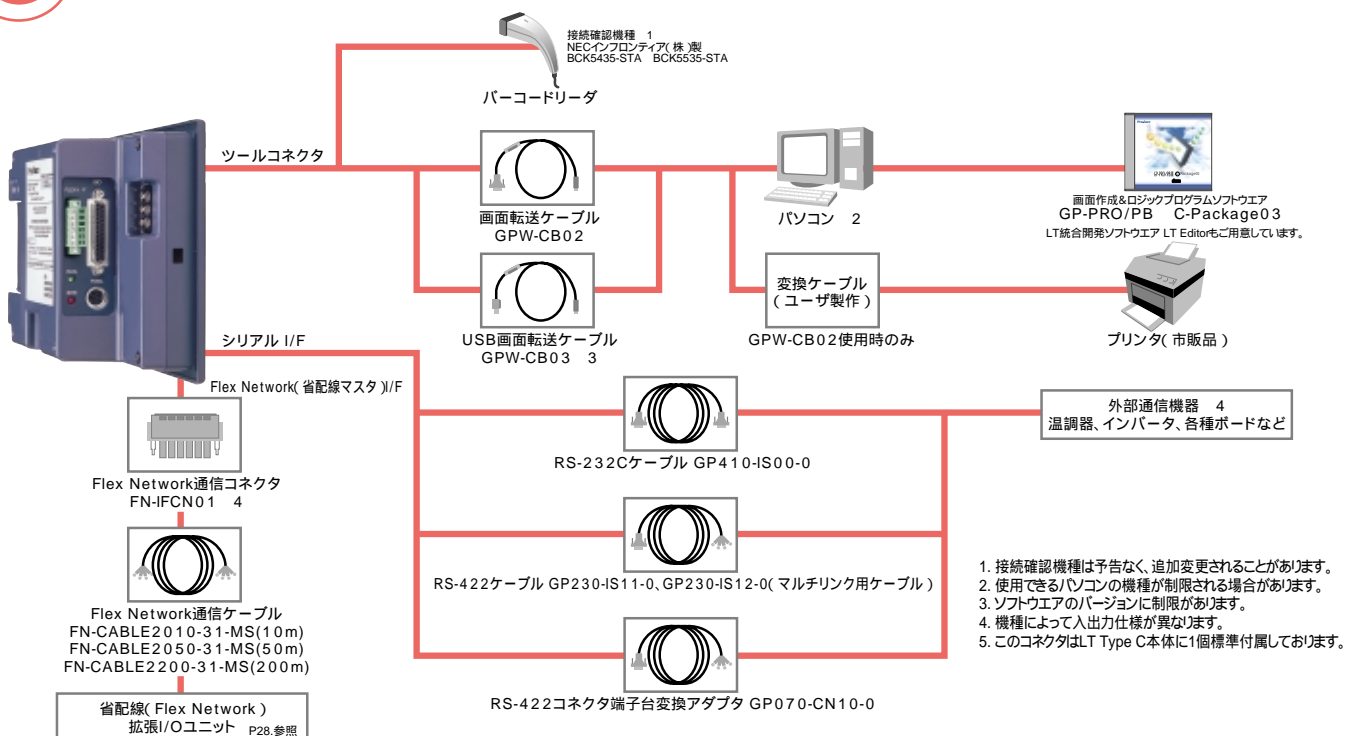 接続確認機種 1
NECインフロンティア(株)製
BCK5435-STA BCK5535-STA
バーコードリーダ
ツールコネクタ
画面転送ケーブル
GPW-CB02
USB画面転送ケーブル
GPW-CB03 3
パソコン 2
画面作成&ロジックプログラムソフトウエア
GP-PRO/PB C-Package03
LT統合開発ソフトウエア LT Editorもご用意しています。
変換ケーブル
(ユーザ製作)
GPW-CB02使用時のみ
プリンタ(市販品)
シリアル I/F
Flex Network(省配線マスタ)I/F
Flex Network通信コネクタ
FN-IFCN01 4
Flex Network通信ケーブル
FN-CABLE2010-31-MS(10m)
FN-CABLE2050-31-MS(50m)
FN-CABLE2200-31-MS(200m)
省配線(Flex Network)
拡張I/Oユニット P28.参照
RS-232Cケーブル GP410-IS00-0
RS-422ケーブル GP230-IS11-0、GP230-IS12-0(マルチリンク用ケーブル)
RS-422コネクタ端子台変換アダプタ GP070-CN10-0
外部通信機器 4
温調器、インバータ、各種ボードなど
1. 接続確認機種は予告なく、追加変更されることがあります。
2. 使用できるパソコンの機種が制限される場合があります。
3. ソフトウエアのバージョンに制限があります。
4. 機種によって入出力仕様が異なります。
5. このコネクタはLT Type C本体に1個標準付属しております。